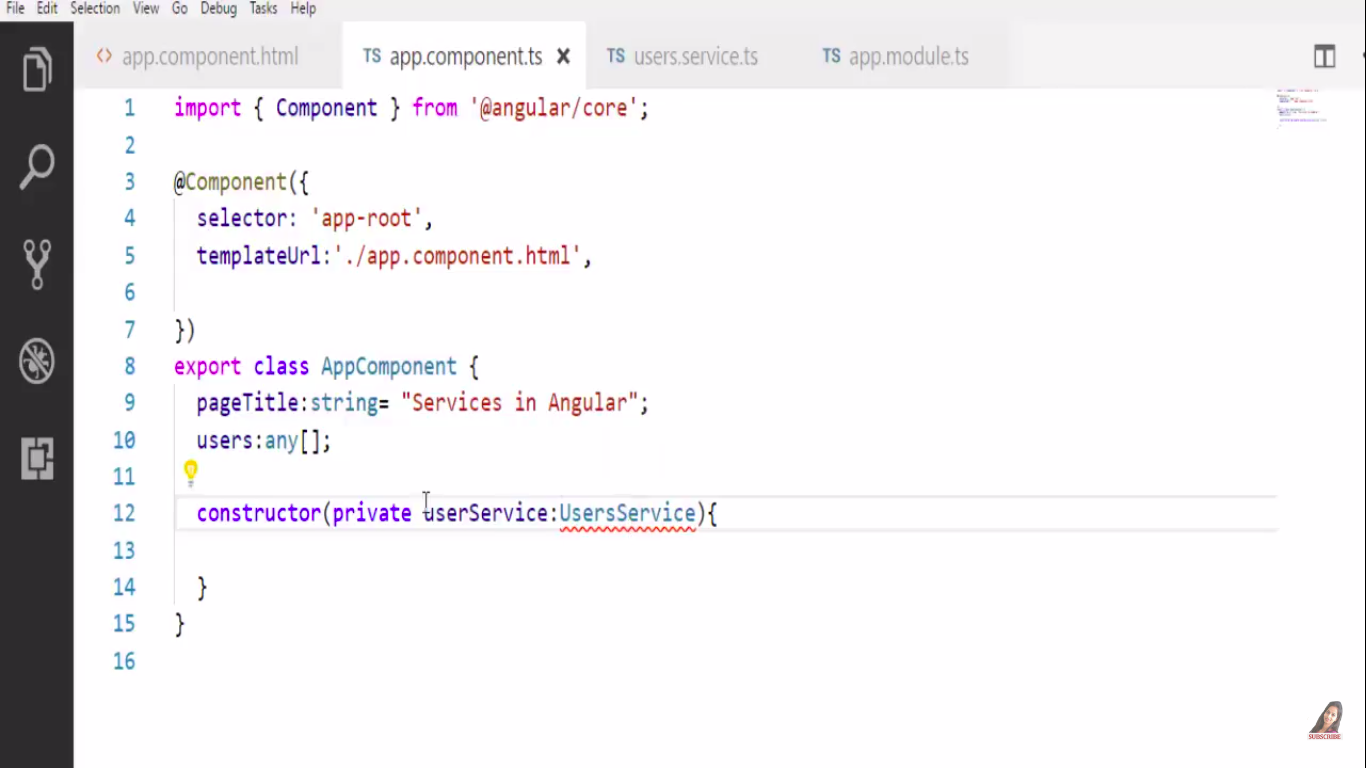 File Edit Selection View Go Debug Tasks Help
<> app.component.html TS app.component.ts × TS users.service.ts TS app.module.ts
1 import { Component } from '@angular/core';
2
3 @Component({
4 selector: 'app-root',
5 templateUrl:'./app.component.html',
6
7 })
8 export class AppComponent {
9 pageTitle:string= "Services in Angular";
10 users:any[];
11
12 constructor(private userService:UsersService){
13
14 }
15 }
16
SUBSCRIBE